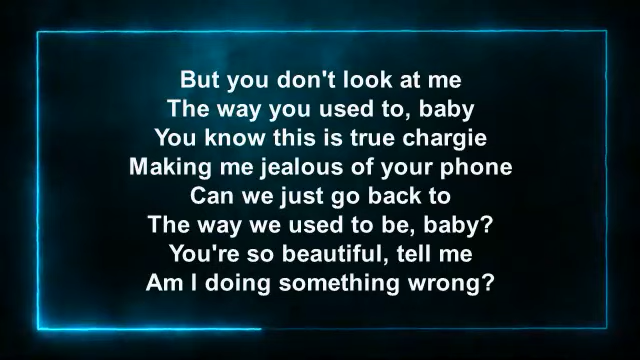 But you don't look at me
The way you used to, baby
You know this is true chargie
Making me jealous of your phone
Can we just go back to
The way we used to be, baby?
You're so beautiful, tell me
Am I doing something wrong?